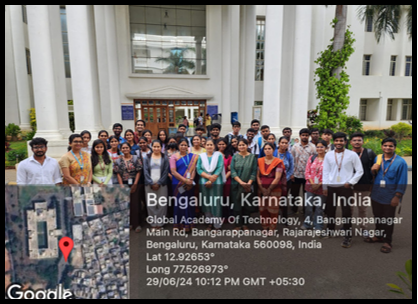 Bengaluru, Karnataka, India
Global Academy Of Technology, 4, Bangarappanagar
Main Rd, Bangarappanagar, Rajarajeshwari Nagar,
Bengaluru, Karnataka 560098, India
Lat 12.92653°
Long 77.526973°
29/06/24 10:12 PM GMT +05:30
Google